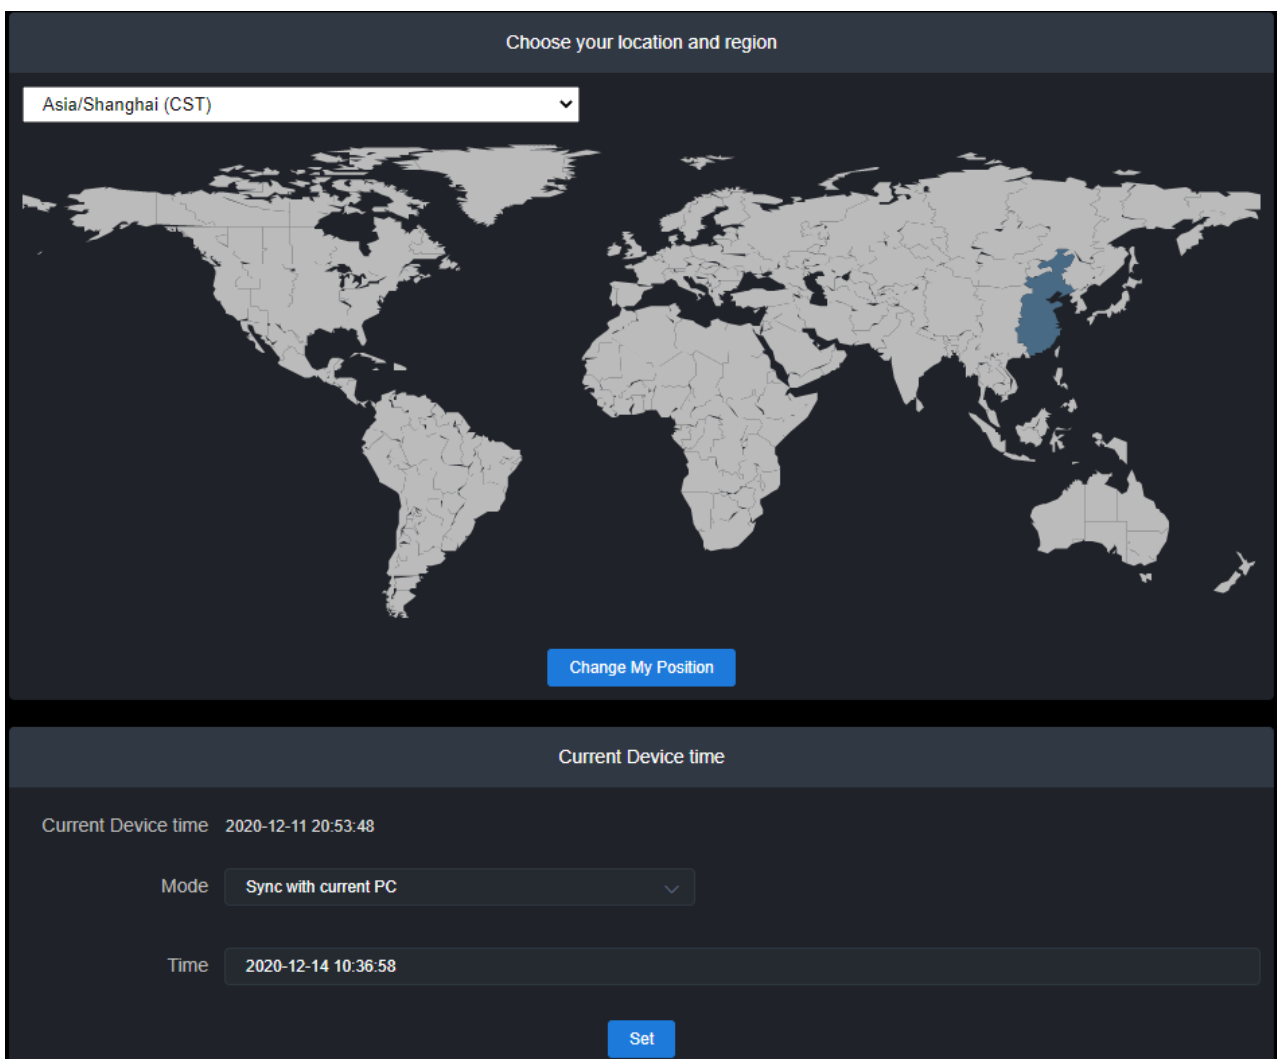 Choose your location and region
Asia/Shanghai (CST)
Change My Position
Current Device time
Current Device time 2020-12-11 20:53:48
Mode Sync with current PC
Time 2020-12-14 10:36:58
Set